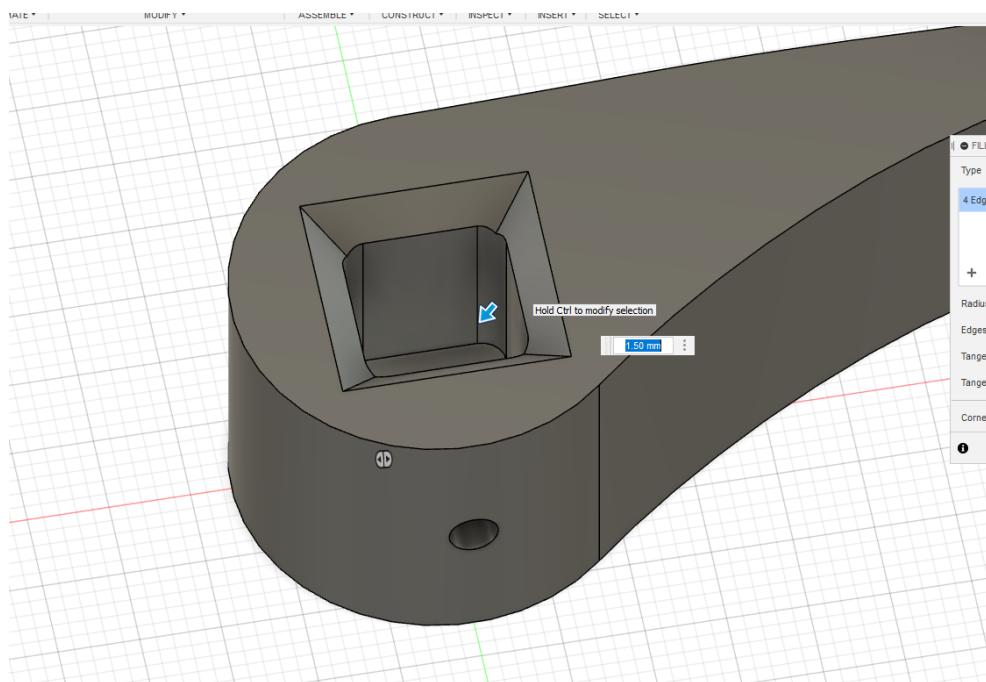 MODIFY ▾ ASSEMBLE ▾ CONSTRUCT ▾ INSPECT ▾ INSERT ▾ SELECT ▾
FILL
Type
4 Edg
+
Hold Ctrl to modify selection
Radiu
1.50 mm
Edges
Tange
Tange
Corne